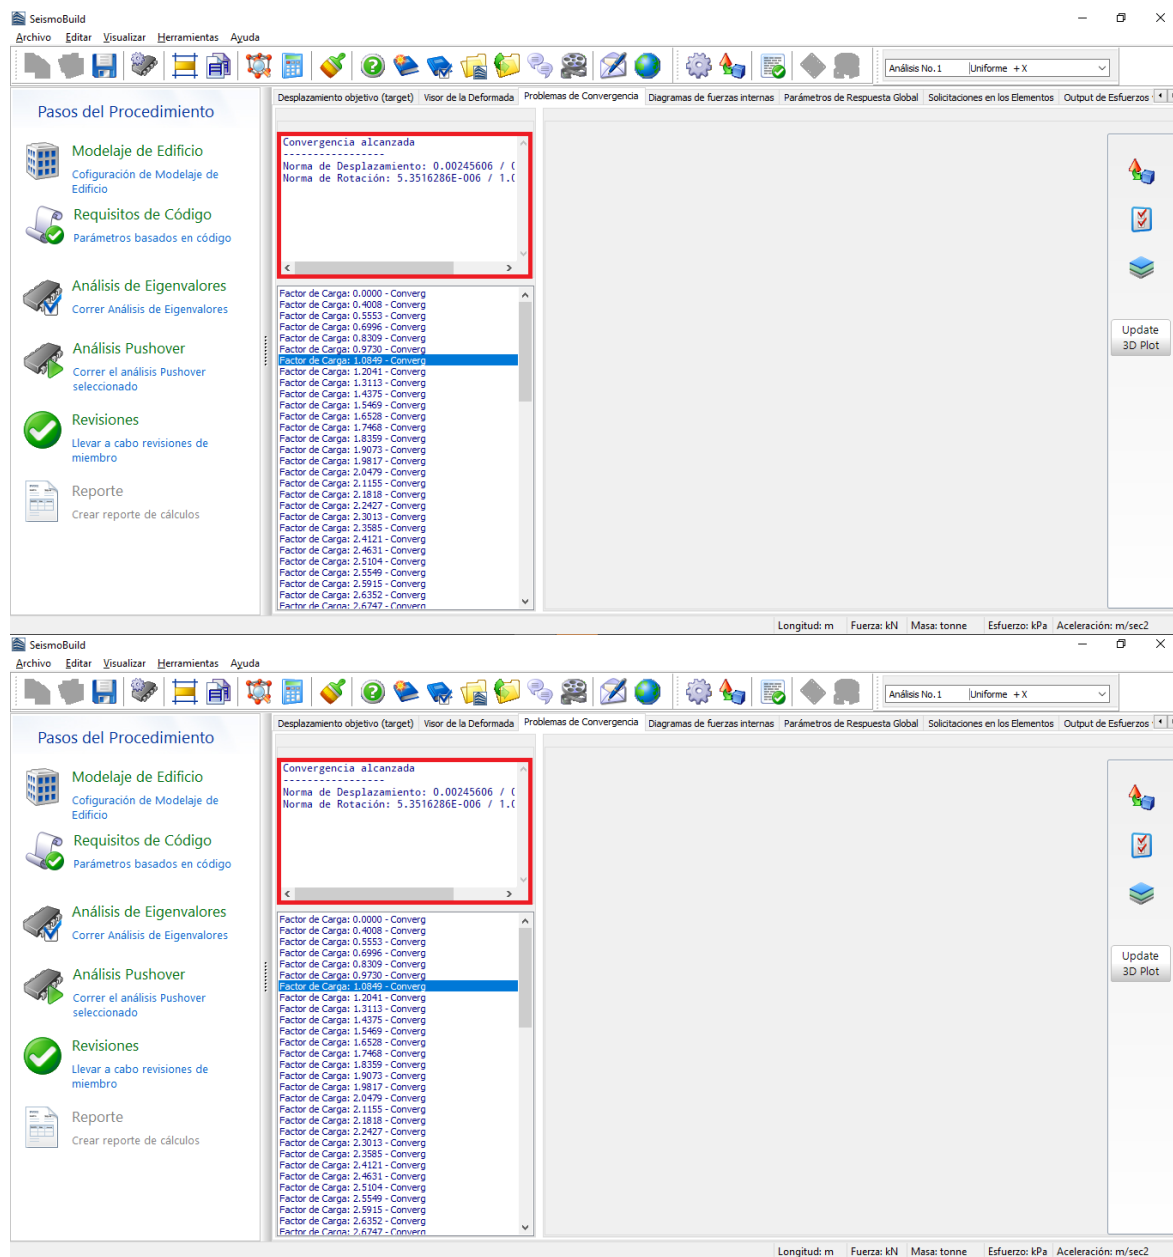 SeismoBuild
Archivo Editar Visualizar Herramientas Ayuda
Análisis No. 1 Uniforme +X
Pasos del Procedimiento
Modelaje de Edificio
Cofiguración de Modelaje de
Edificio
Requisitos de Código
Parámetros basados en código
Análisis de Eigenvalores
Correr Análisis de Eigenvalores
Análisis Pushover
Correr el análisis Pushover
seleccionado
Revisiones
Llevar a cabo revisiones de
miembro
Reporte
Crear reporte de cálculos
Desplazamiento objetivo (target) Visor de la Deformada Problemas de Convergencia Diagramas de fuerzas internas Parámetros de Respuesta Global Solicitaciones en los Elementos Output de Esfuerzos
Convergencia alcanzada
-----------------
Norma de Desplazamiento: 0.00245606 /
Norma de Rotación: 5.3516286E-006 / 1.0
Factor de Carga: 0.0000 - Converg
Factor de Carga: 0.4008 - Converg
Factor de Carga: 0.5553 - Converg
Factor de Carga: 0.6996 - Converg
Factor de Carga: 0.8309 - Converg
Factor de Carga: 0.9730 - Converg
Factor de Carga: 1.0849 - Converg
Factor de Carga: 1.2041 - Converg
Factor de Carga: 1.3113 - Converg
Factor de Carga: 1.4375 - Converg
Factor de Carga: 1.5469 - Converg
Factor de Carga: 1.6528 - Converg
Factor de Carga: 1.7468 - Converg
Factor de Carga: 1.8359 - Converg
Factor de Carga: 1.9073 - Converg
Factor de Carga: 1.9817 - Converg
Factor de Carga: 2.0479 - Converg
Factor de Carga: 2.1155 - Converg
Factor de Carga: 2.1818 - Converg
Factor de Carga: 2.2427 - Converg
Factor de Carga: 2.3013 - Converg
Factor de Carga: 2.3585 - Converg
Factor de Carga: 2.4121 - Converg
Factor de Carga: 2.4631 - Converg
Factor de Carga: 2.5104 - Converg
Factor de Carga: 2.5549 - Converg
Factor de Carga: 2.5915 - Converg
Factor de Carga: 2.6352 - Converg
Factor de Carga: 2.6747 - Converg
Update
3D Plot
Longitud: m Fuerza: kN Masa: tonne Esfuerzo: kPa Aceleración: m/sec2
SeismoBuild
Archivo Editar Visualizar Herramientas Ayuda
Análisis No. 1 Uniforme +X
Pasos del Procedimiento
Modelaje de Edificio
Cofiguración de Modelaje de
Edificio
Requisitos de Código
Parámetros basados en código
Análisis de Eigenvalores
Correr Análisis de Eigenvalores
Análisis Pushover
Correr el análisis Pushover
seleccionado
Revisiones
Llevar a cabo revisiones de
miembro
Reporte
Crear reporte de cálculos
Desplazamiento objetivo (target) Visor de la Deformada Problemas de Convergencia Diagramas de fuerzas internas Parámetros de Respuesta Global Solicitaciones en los Elementos Output de Esfuerzos
Convergencia alcanzada
-----------------
Norma de Desplazamiento: 0.00245606 /
Norma de Rotación: 5.3516286E-006 / 1.0
Factor de Carga: 0.0000 - Converg
Factor de Carga: 0.4008 - Converg
Factor de Carga: 0.5553 - Converg
Factor de Carga: 0.6996 - Converg
Factor de Carga: 0.8309 - Converg
Factor de Carga: 0.9730 - Converg
Factor de Carga: 1.0849 - Converg
Factor de Carga: 1.2041 - Converg
Factor de Carga: 1.3113 - Converg
Factor de Carga: 1.4375 - Converg
Factor de Carga: 1.5469 - Converg
Factor de Carga: 1.6528 - Converg
Factor de Carga: 1.7468 - Converg
Factor de Carga: 1.8359 - Converg
Factor de Carga: 1.9073 - Converg
Factor de Carga: 1.9817 - Converg
Factor de Carga: 2.0479 - Converg
Factor de Carga: 2.1155 - Converg
Factor de Carga: 2.1818 - Converg
Factor de Carga: 2.2427 - Converg
Factor de Carga: 2.3013 - Converg
Factor de Carga: 2.3585 - Converg
Factor de Carga: 2.4121 - Converg
Factor de Carga: 2.4631 - Converg
Factor de Carga: 2.5104 - Converg
Factor de Carga: 2.5549 - Converg
Factor de Carga: 2.5915 - Converg
Factor de Carga: 2.6352 - Converg
Factor de Carga: 2.6747 - Converg
Update
3D Plot
Longitud: m Fuerza: kN Masa: tonne Esfuerzo: kPa Aceleración: m/sec2